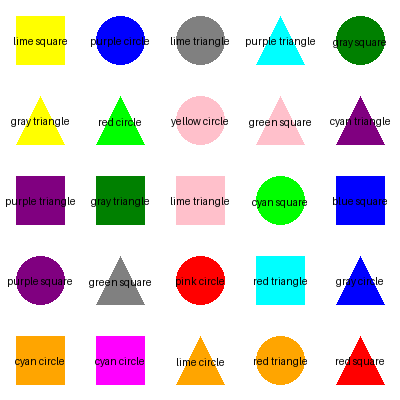 lime square
purple circle
lime triangle
purple triangle
gray square
gray triangle
red circle
yellow circle
green square
cyan triangle
purple triangle
gray triangle
lime triangle
cyan square
blue square
purple square
green square
pink circle
red triangle
gray circle
cyan circle
cyan circle
lime circle
red triangle
red square